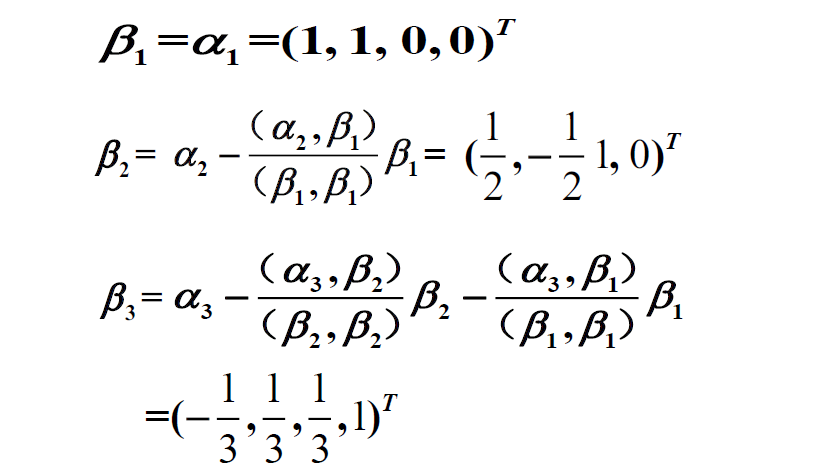 β₁=α₁=(1, 1, 0, 0)ᵀ
β₂= α₂ − (α₂,β₁)/(β₁,β₁) β₁= (1/2,−1/2 1, 0)ᵀ
β₃= α₃ − (α₃,β₂)/(β₂,β₂) β₂ − (α₃,β₁)/(β₁,β₁) β₁
=(−1/3,1/3,1/3,1)ᵀ